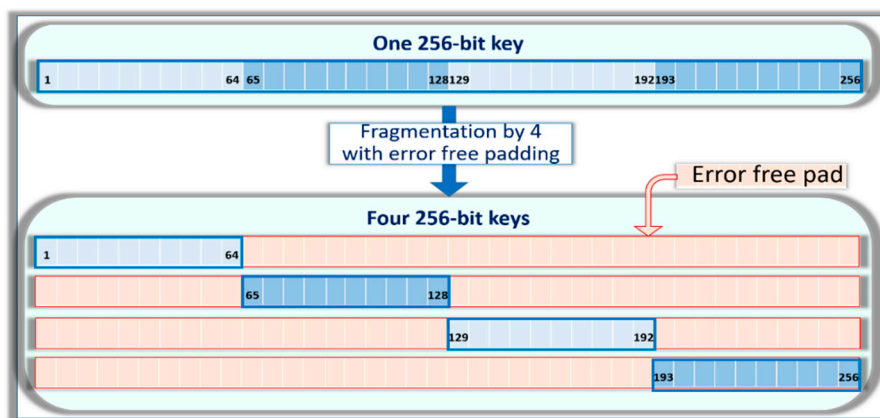 One 256-bit key
1 64 65 128 129 192 193 256
Fragmentation by 4
with error free padding
Error free pad
Four 256-bit keys
1 64
65 128
129 192
193 256